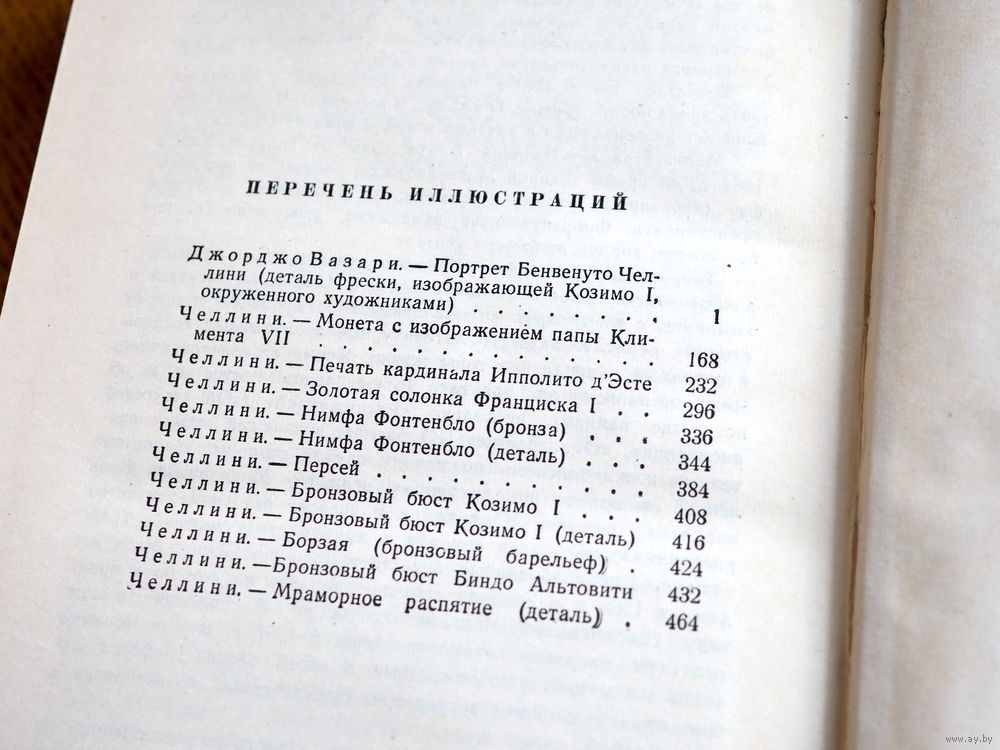 ПЕРЕЧЕНЬ ИЛЛЮСТРАЦИЙ
Джорджо Вазари. — Портрет Бенвенуто Чел-
лини (деталь фрески, изображающей Козимо I,
окруженного художниками) . . . . . . . . 1
Челлини. — Монета с изображением папы Кли-
мента VII . . . . . . . . . . . . . . 168
Челлини. — Печать кардинала Ипполито д'Эсте 232
Челлини. — Золотая солонка Франциска I . . 296
Челлини. — Нимфа Фонтенбло (бронза) . . . 336
Челлини. — Нимфа Фонтенбло (деталь) . . . 344
Челлини. — Персей . . . . . . . . . . . 384
Челлини. — Бронзовый бюст Козимо I . . . 408
Челлини. — Бронзовый бюст Козимо I (деталь) 416
Челлини. — Борзая (бронзовый барельеф) . 424
Челлини. — Бронзовый бюст Биндо Альтовити 432
Челлини. — Мраморное распятие (деталь) . 464
www.ay.by